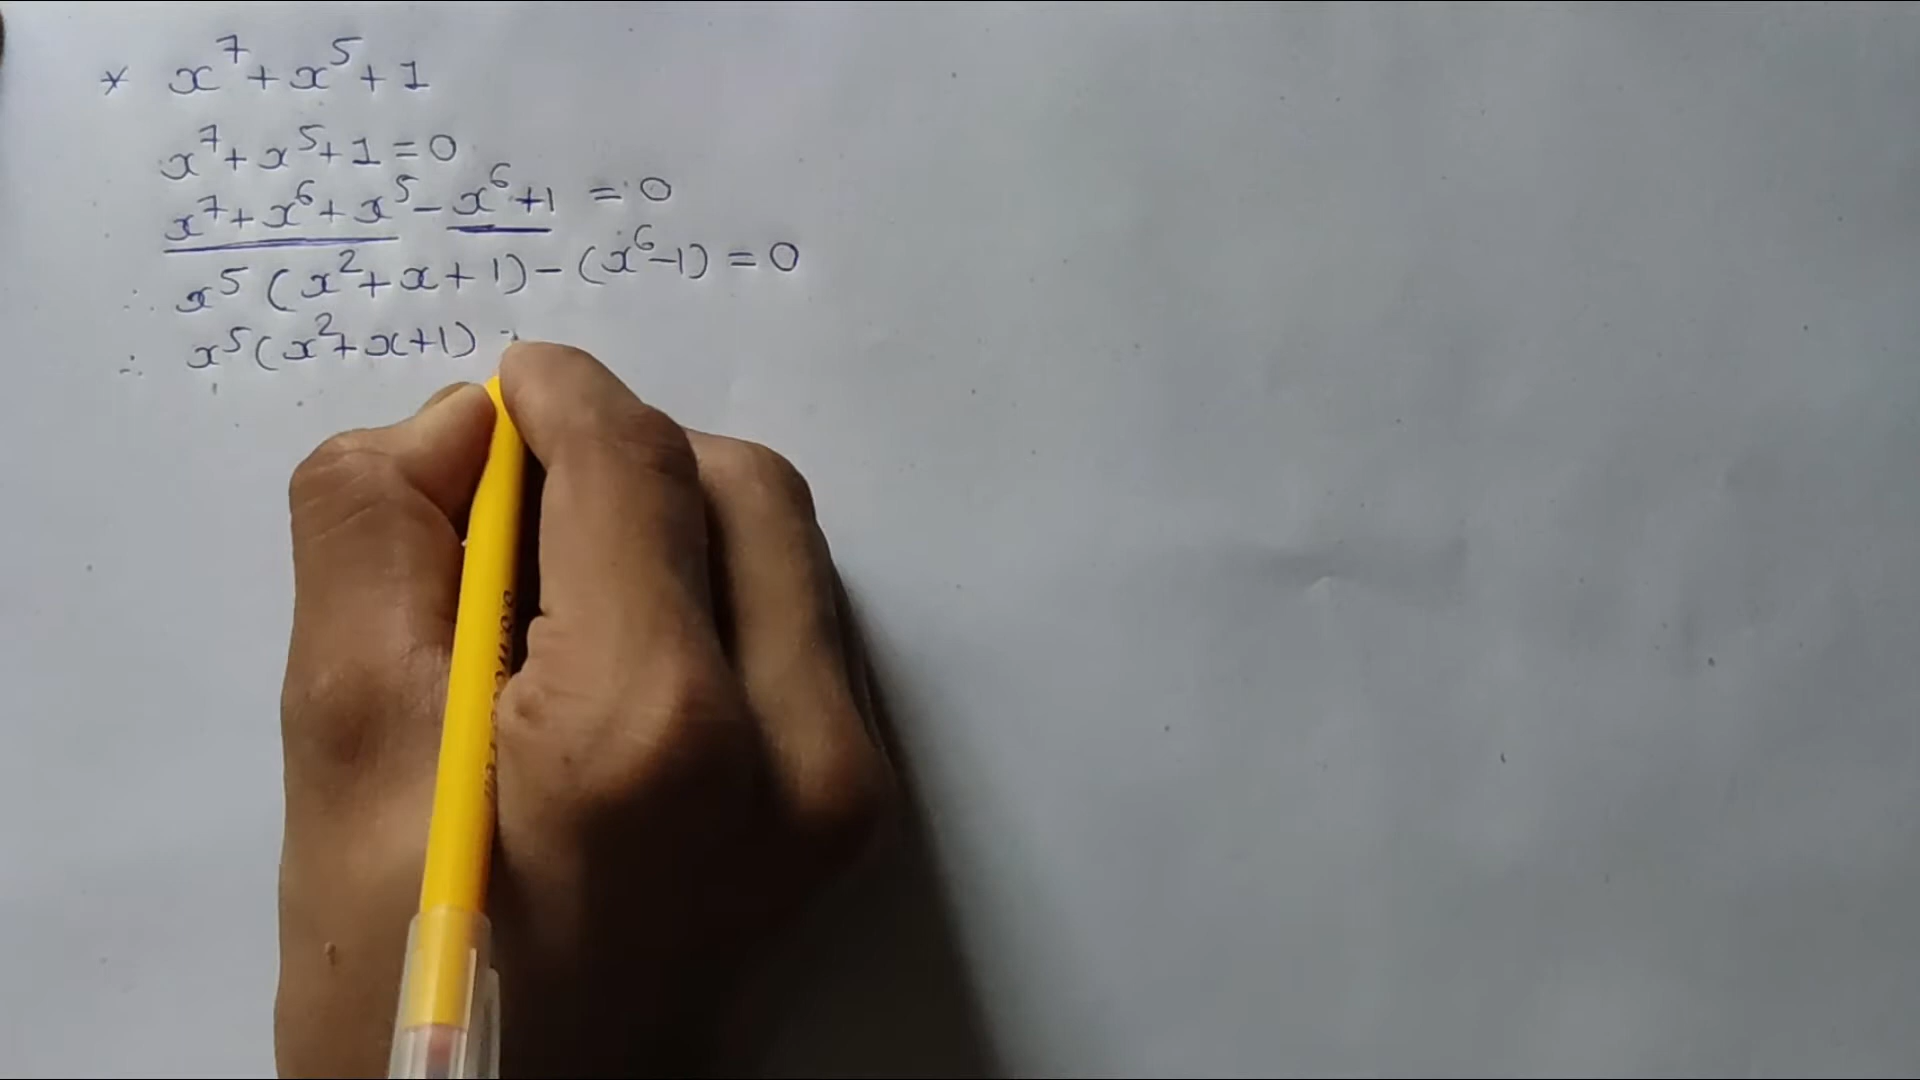 * x⁷+x⁵+1
x⁷+x⁵+1=0
x⁷+x⁶+x⁵-x⁶+1 =0
∴ x⁵(x²+x+1)-(x⁶-1)=0
∴ x⁵(x²+x+1)